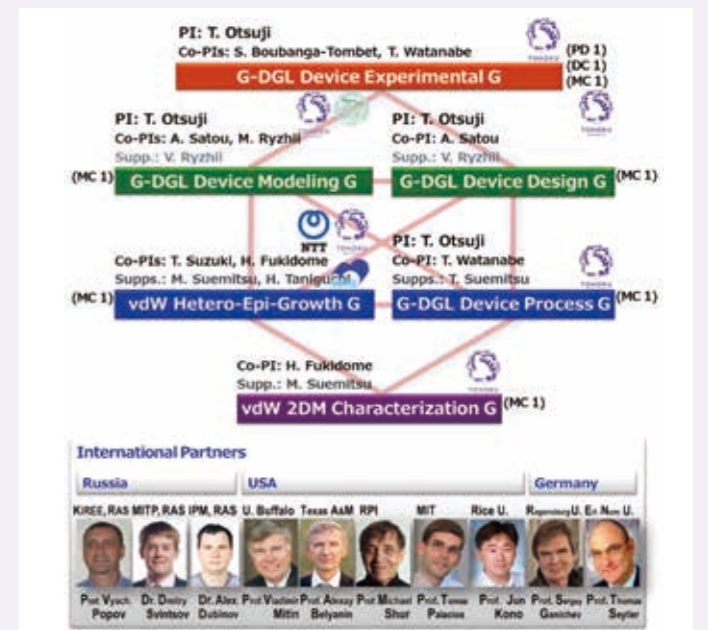 PI: T. Otsuji
Co-PIs: S. Boubanga-Tombet, T. Watanabe
(PD 1)
(DC 1)
(MC 1)
G-DGL Device Experimental G
PI: T. Otsuji
Co-PIs: A. Satou, M. Ryzhii
Supp.: V. Ryzhii
(MC 1) G-DGL Device Modeling G
PI: T. Otsuji
Co-PI: A. Satou
Supp.: V. Ryzhii
G-DGL Device Design G (MC 1)
NTT
Co-PIs: T. Suzuki, H. Fukidome
Supps.: M. Suemitsu, H. Taniguchi
(MC 1) vdW Hetero-Epi-Growth G
PI: T. Otsuji
Co-PI: T. Watanabe
Supps.: T. Suemitsu
G-DGL Device Process G (MC 1)
Co-PI: H. Fukidome
Supp.: M. Suemitsu
vdW 2DM Characterization G (MC 1)
International Partners
Russia USA Germany
KIREE, RAS MITP, RAS IPM, RAS U. Buffalo Texas A&M RPI MIT Rice U. U. U.
Prof. Vyach. Dr. Dmitry Dr. Alex. Prof. Vladimir Prof. Alexey Prof. Michael Prof. Prof. Jun Prof. Sergey Prof. Thomas
Popov Svintsov Dubinov Mitin Belyanin Shur Palacios Kono Ganichev Seyller